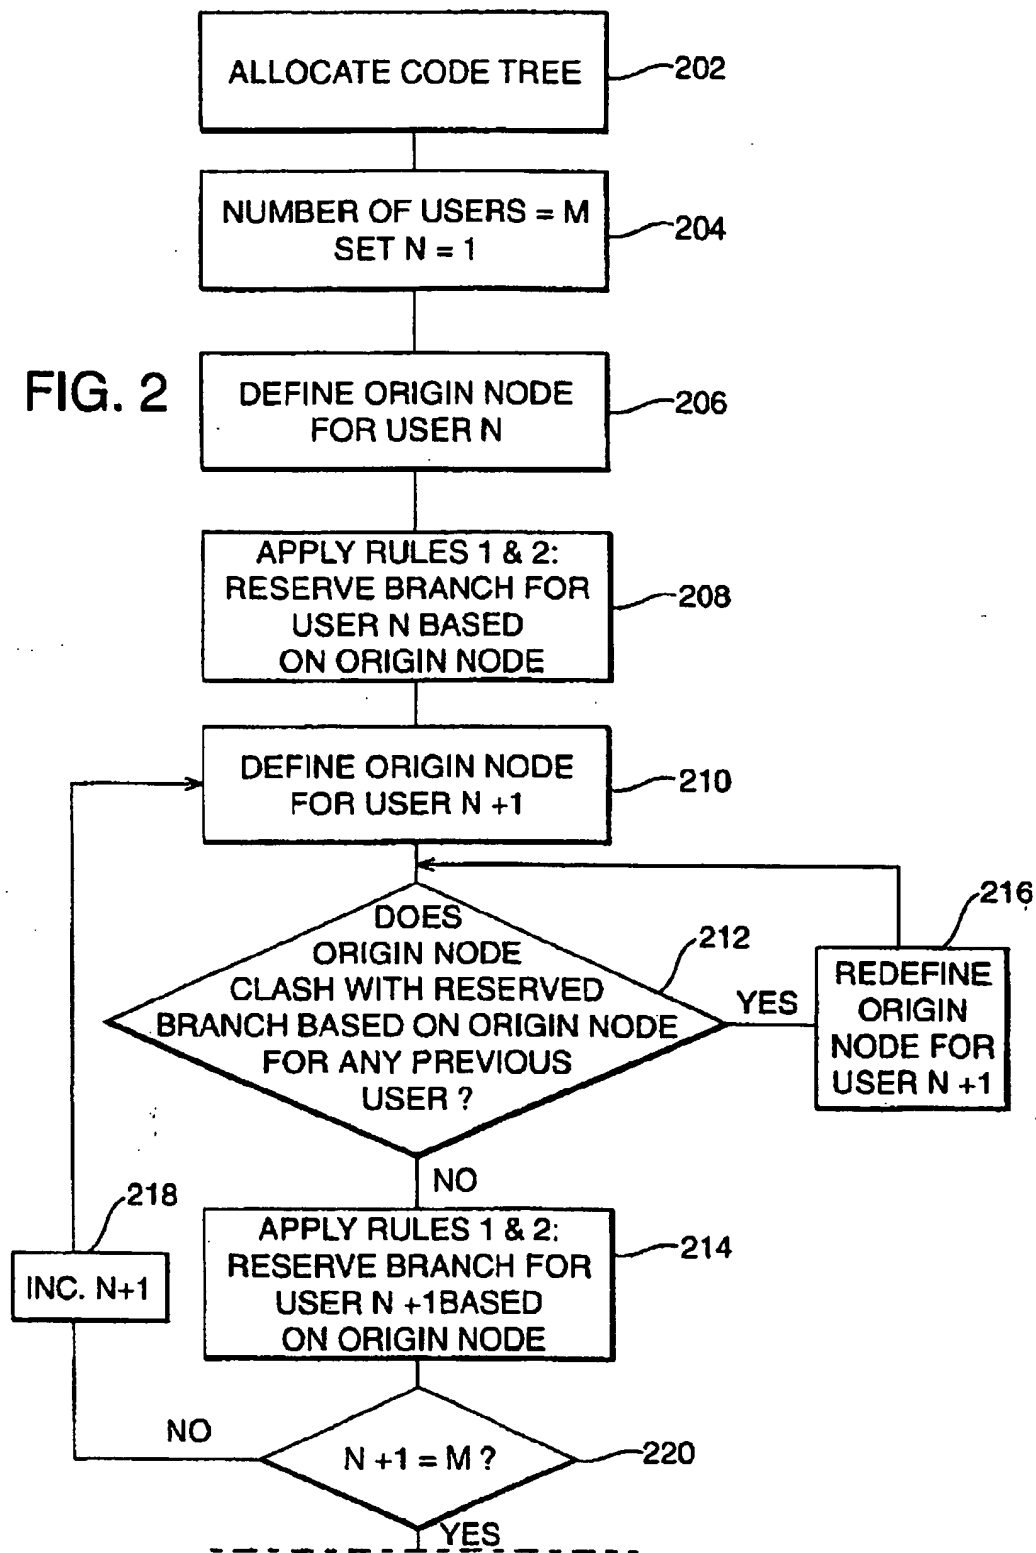 ALLOCATE CODE TREE
202
NUMBER OF USERS = M
SET N = 1
204
FIG. 2
DEFINE ORIGIN NODE
FOR USER N
206
APPLY RULES 1 & 2:
RESERVE BRANCH FOR
USER N BASED
ON ORIGIN NODE
208
DEFINE ORIGIN NODE
FOR USER N +1
210
DOES
ORIGIN NODE
CLASH WITH RESERVED
BRANCH BASED ON ORIGIN NODE
FOR ANY PREVIOUS
USER ?
212
YES
216
REDEFINE
ORIGIN
NODE FOR
USER N +1
NO
218
INC. N+1
APPLY RULES 1 & 2:
RESERVE BRANCH FOR
USER N +1BASED
ON ORIGIN NODE
214
NO
N +1 = M ?
220
YES